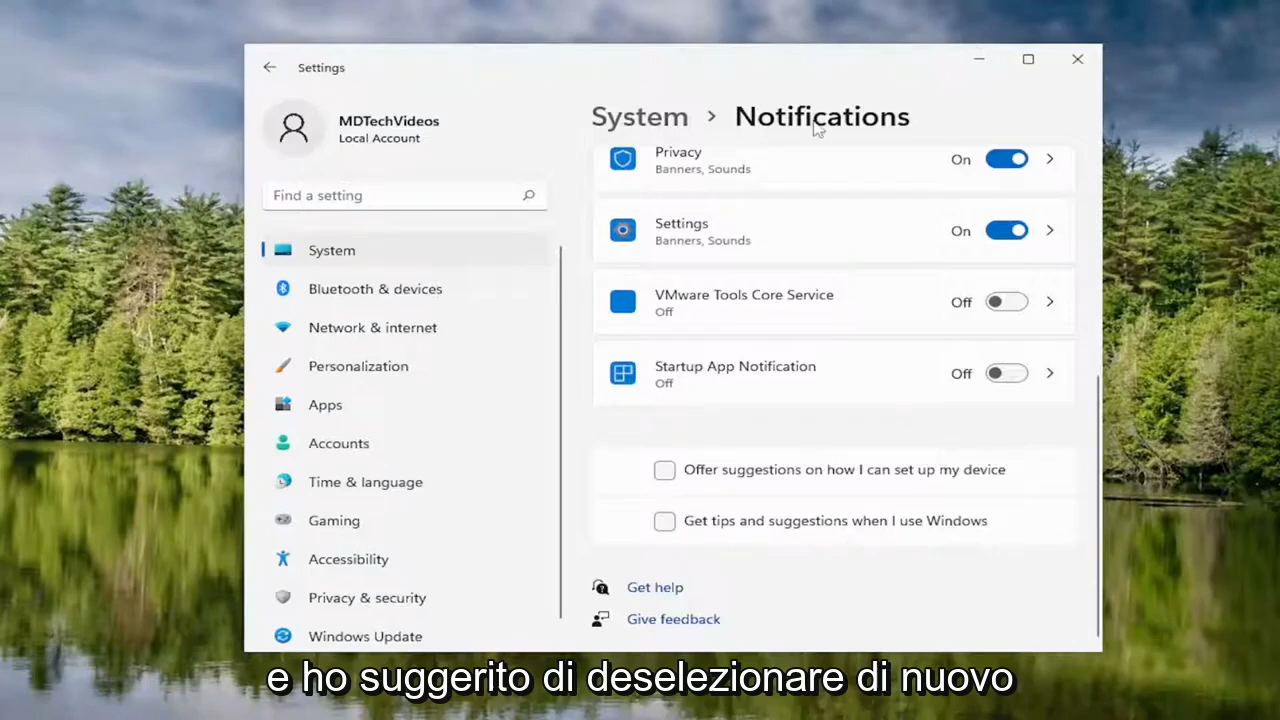 Settings
MDTechVideos
Local Account
Find a setting
System
Bluetooth & devices
Network & internet
Personalization
Apps
Accounts
Time & language
Gaming
Accessibility
Privacy & security
Windows Update
System > Notifications
Privacy
Banners, Sounds
On
Settings
Banners, Sounds
On
VMware Tools Core Service
Off
Off
Startup App Notification
Off
Off
Offer suggestions on how I can set up my device
Get tips and suggestions when I use Windows
Get help
Give feedback
e ho suggerito di deselezionare di nuovo